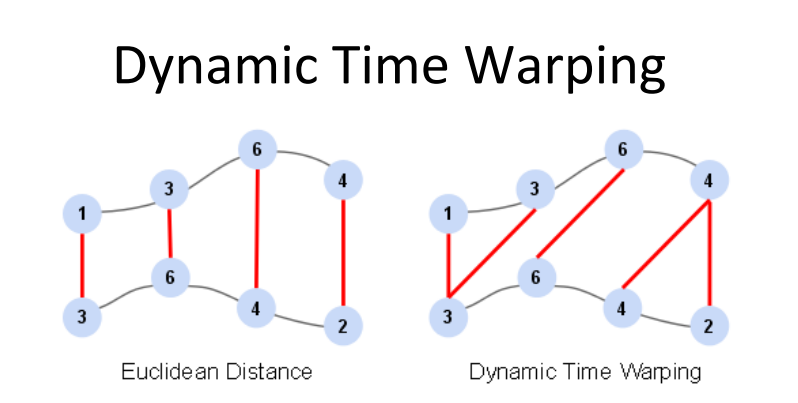 Dynamic Time Warping
6 6
3 4 3 4
1 1
6 6
3 4 2 3 4 2
Euclidean Distance Dynamic Time Warping